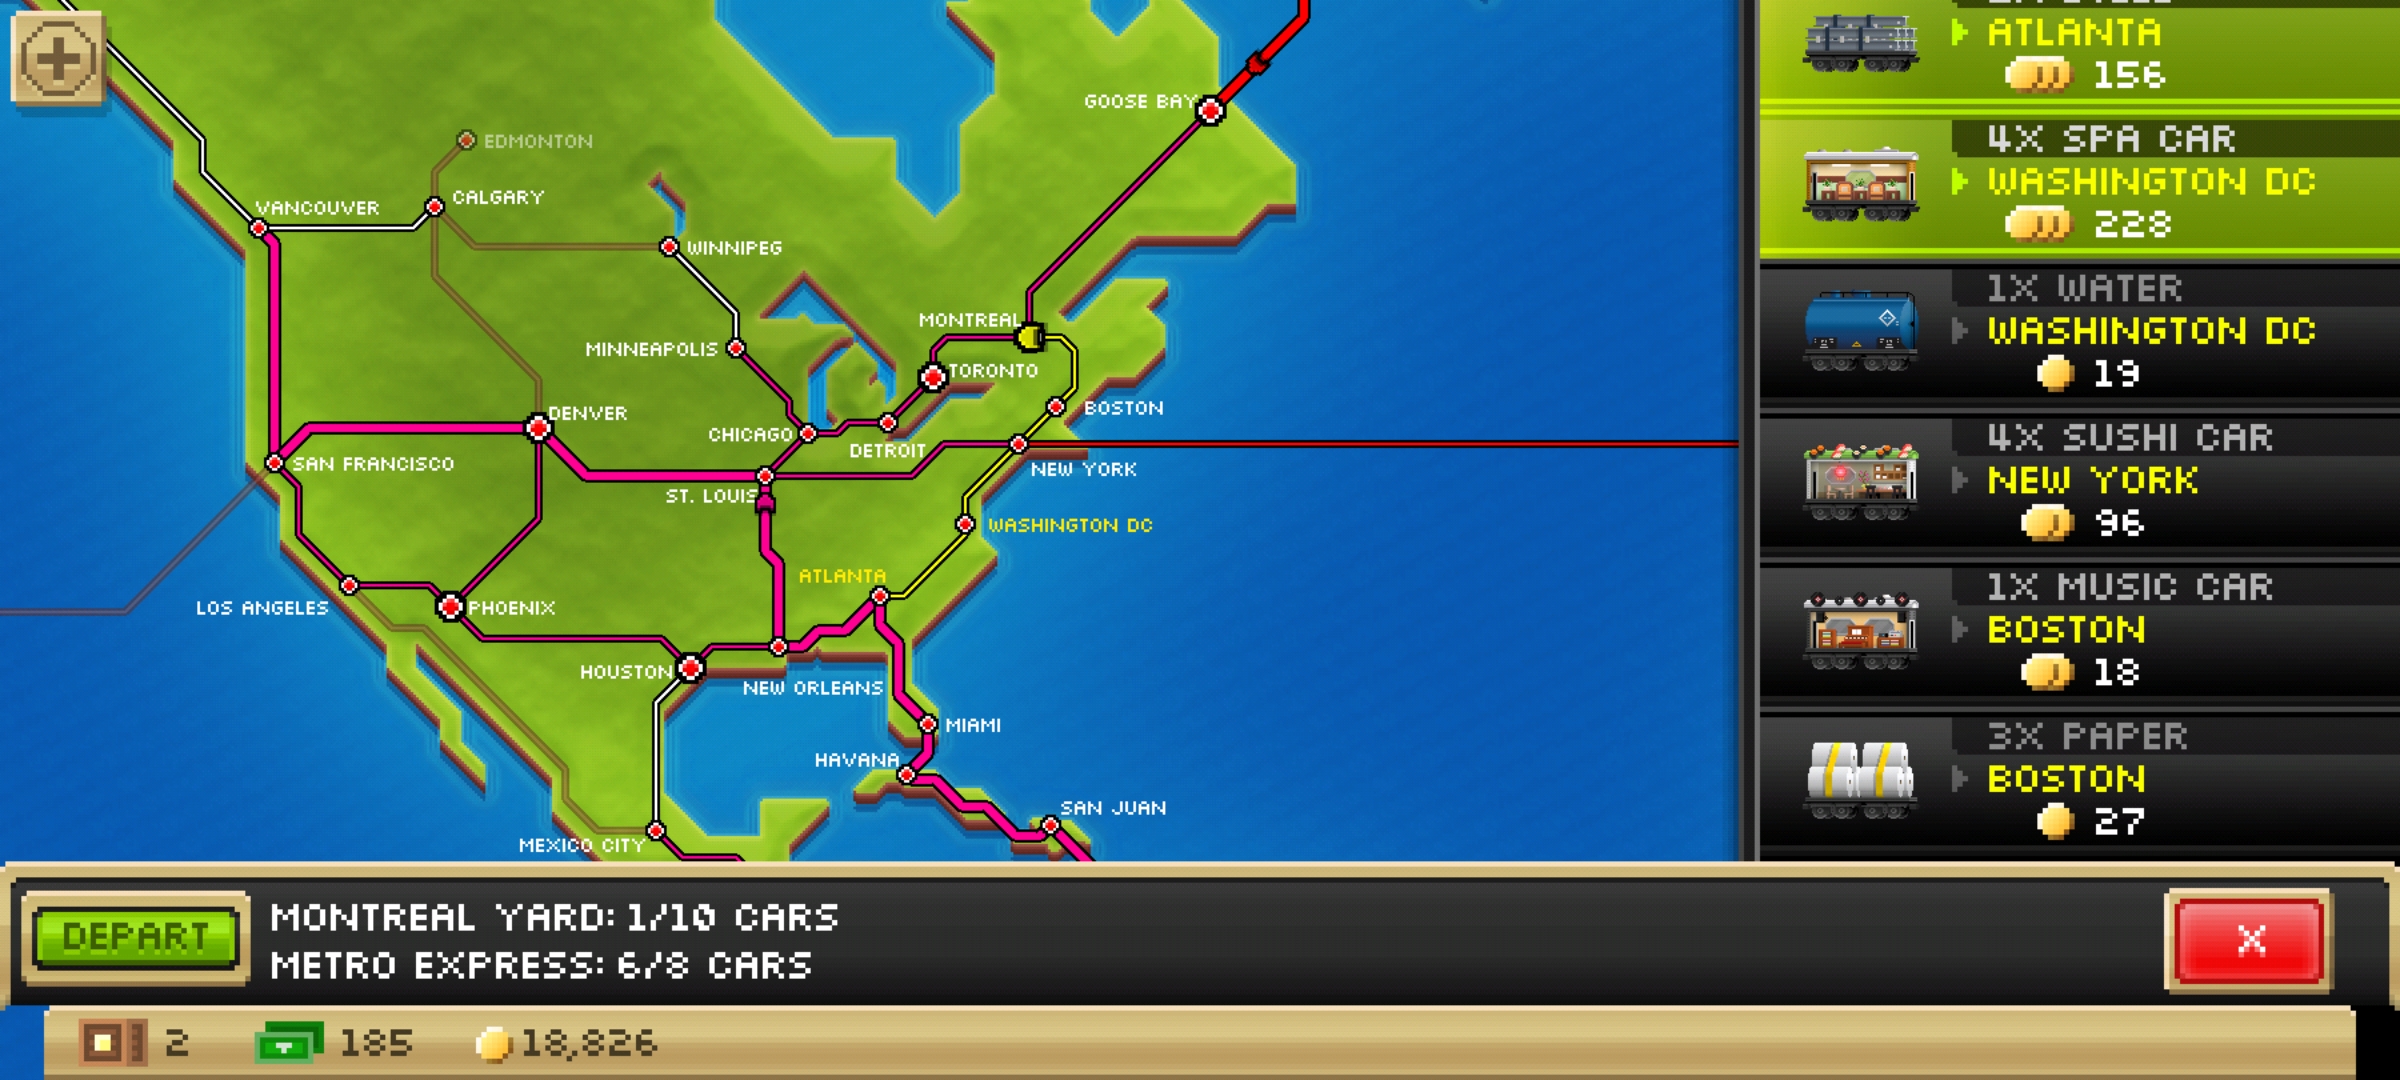 GOOSE BAY
EDMONTON
CALGARY
VANCOUVER
WINNIPEG
MONTREAL
MINNEAPOLIS
TORONTO
BOSTON
DENVER
CHICAGO
DETROIT
NEW YORK
SAN FRANCISCO
ST. LOUIS
WASHINGTON DC
ATLANTA
LOS ANGELES
PHOENIX
HOUSTON
NEW ORLEANS
MIAMI
HAVANA
SAN JUAN
MEXICO CITY
ATLANTA
156
4X SPA CAR
WASHINGTON DC
228
1X WATER
WASHINGTON DC
19
4X SUSHI CAR
NEW YORK
96
1X MUSIC CAR
BOSTON
18
3X PAPER
BOSTON
27
DEPART
MONTREAL YARD: 1/10 CARS
METRO EXPRESS: 6/8 CARS
X
2
185
18,826